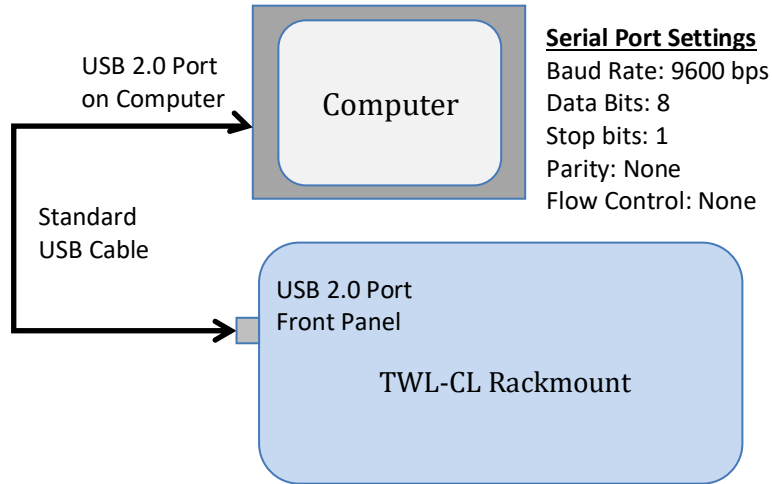 USB 2.0 Port
on Computer
Computer
Serial Port Settings
Baud Rate: 9600 bps
Data Bits: 8
Stop bits: 1
Parity: None
Flow Control: None
Standard
USB Cable
USB 2.0 Port
Front Panel
TWL-CL Rackmount